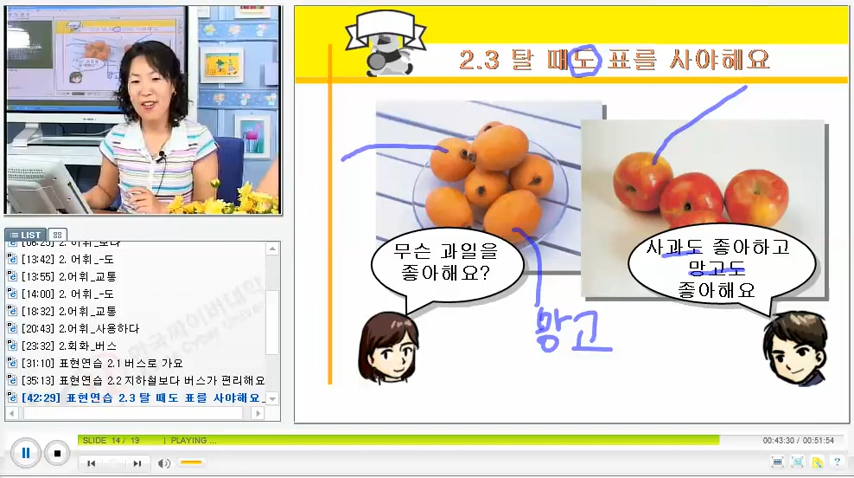 2.3 탈 때도 표를 사야해요
무슨 과일을
좋아해요?
사과도 좋아하고
망고도
좋아해요
망고
LIST
[13:42] 2. 어휘_-도
[13:55] 2. 어휘_교통
[14:00] 2. 어휘_-도
[18:32] 2.어휘_교통
[20:43] 2.어휘_사용하다
[23:32] 2.회화_버스
[31:10] 표현연습 2.1 버스로 가요
[35:13] 표현연습 2.2 지하철보다 버스가 편리해요
[42:29] 표현연습 2.3 탈 때도 표를 사야해요
SLIDE 14 / 19 | PLAYING ...
00:43:30 | 00:51:54